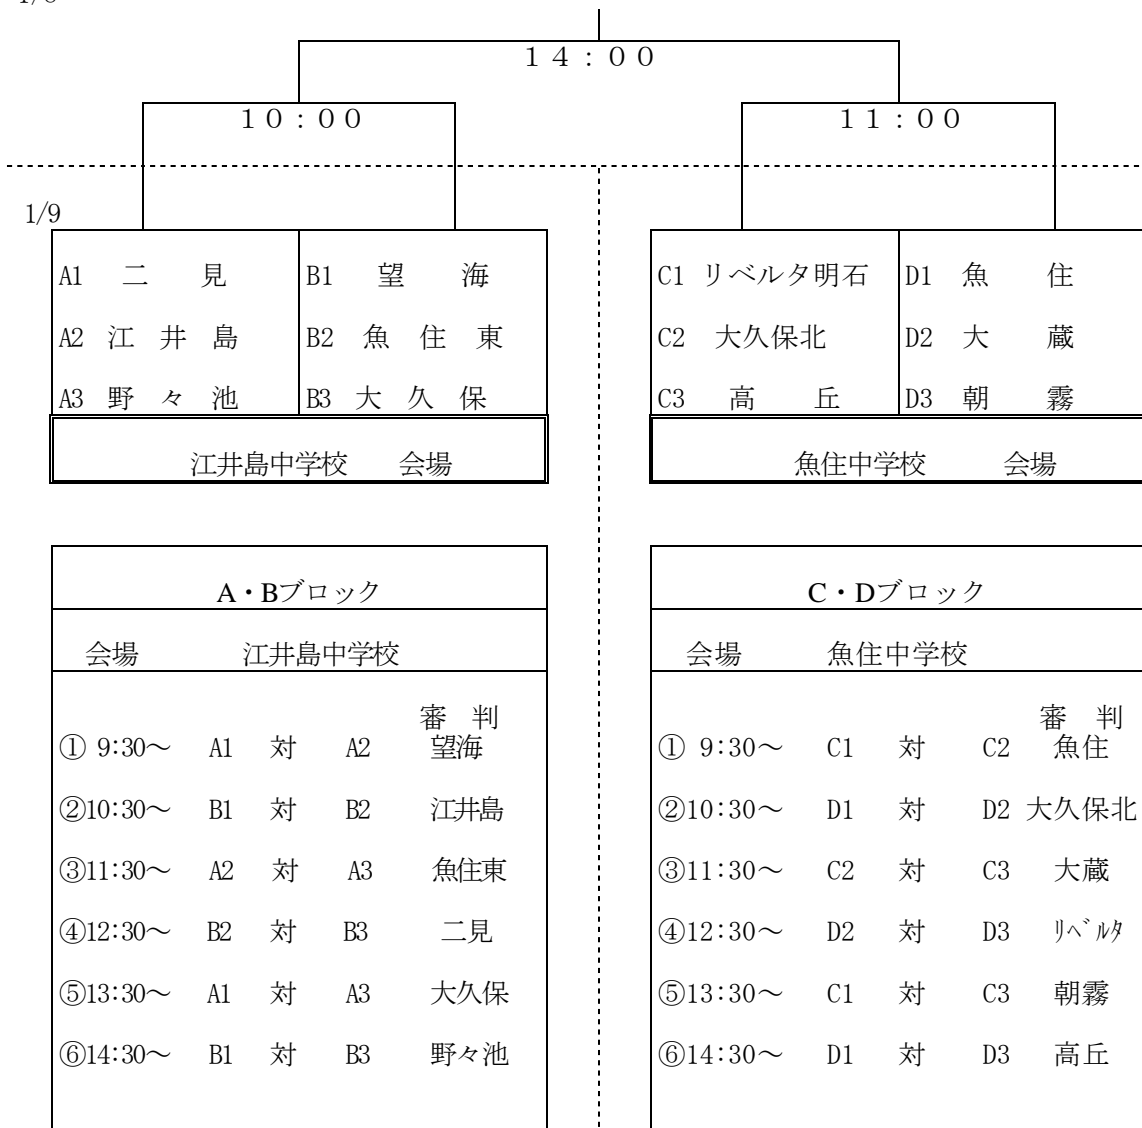 １４：００
１０：００ １１：００
1/9
A1 二 見 B1 望 海 C1 リベルタ明石 D1 魚 住
A2 江 井 島 B2 魚 住 東 C2 大久保北 D2 大 蔵
A3 野 々 池 B3 大 久 保 C3 高 丘 D3 朝 霧
江井島中学校 会場 魚住中学校 会場
A・Bブロック
会場 江井島中学校
審 判
① 9:30～ A1 対 A2 望海
②10:30～ B1 対 B2 江井島
③11:30～ A2 対 A3 魚住東
④12:30～ B2 対 B3 二見
⑤13:30～ A1 対 A3 大久保
⑥14:30～ B1 対 B3 野々池
C・Dブロック
会場 魚住中学校
審 判
① 9:30～ C1 対 C2 魚住
②10:30～ D1 対 D2 大久保北
③11:30～ C2 対 C3 大蔵
④12:30～ D2 対 D3 ﾘﾍﾞﾙﾀ
⑤13:30～ C1 対 C3 朝霧
⑥14:30～ D1 対 D3 高丘